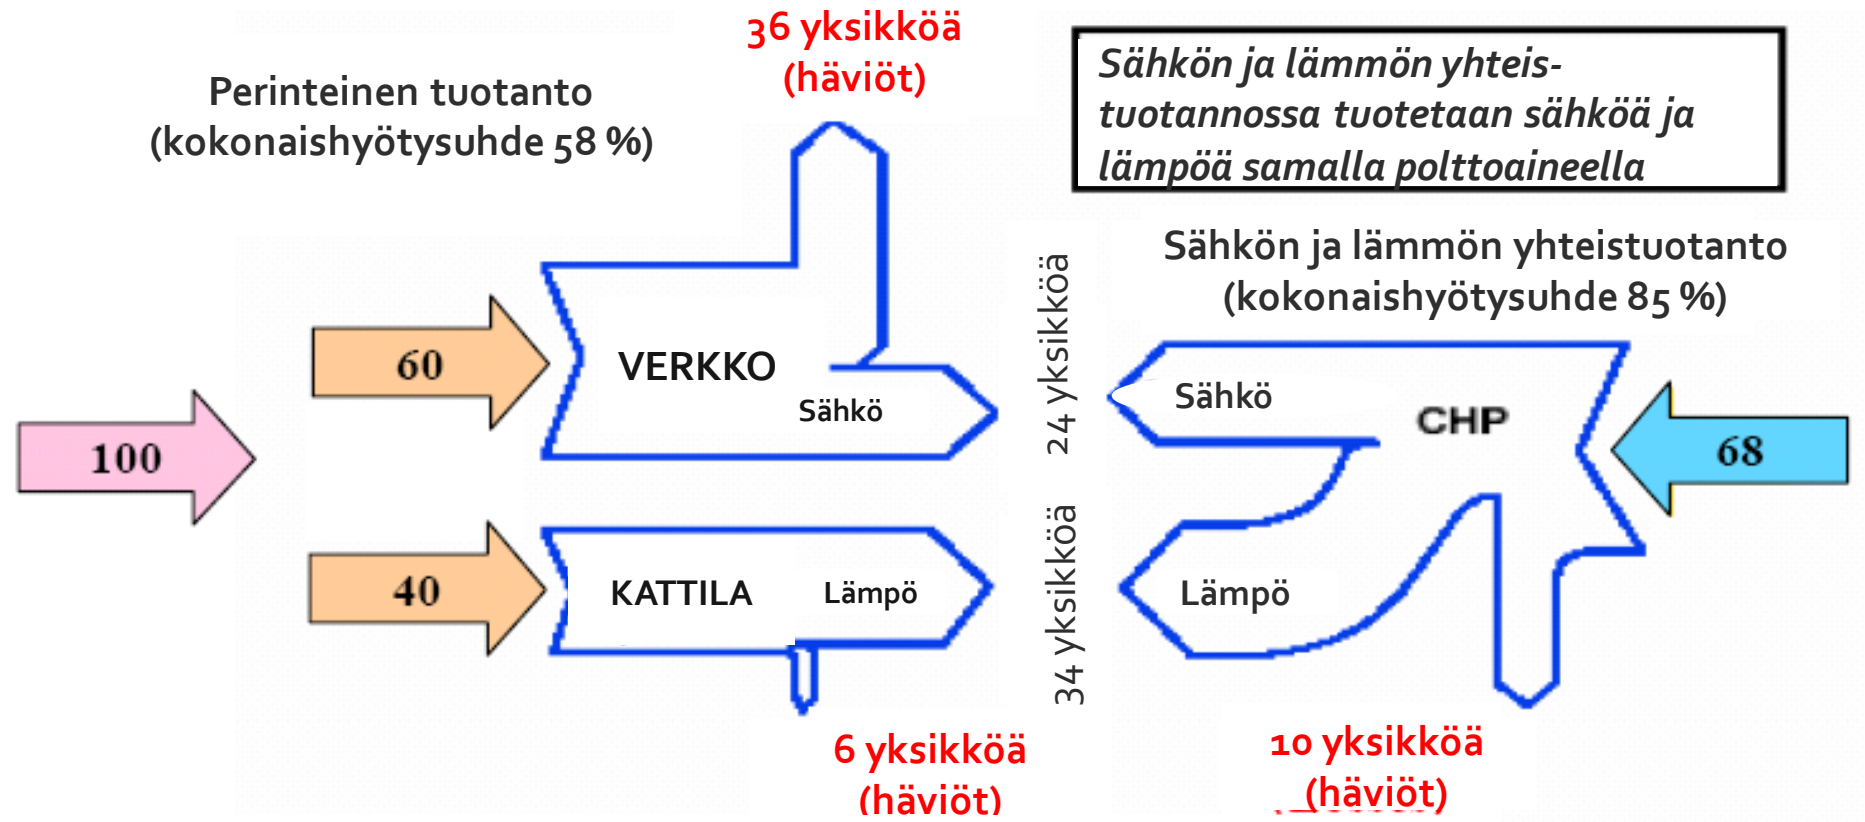 36 yksikköä
(häviöt)
Perinteinen tuotanto
(kokonaishyötysuhde 58 %)
Sähkön ja lämmön yhteis-
tuotannossa tuotetaan sähköä ja
lämpöä samalla polttoaineella
Sähkön ja lämmön yhteistuotanto
(kokonaishyötysuhde 85 %)
100
60
VERKKO
Sähkö
24 yksikköä
Sähkö
CHP
68
40
KATTILA
Lämpö
34 yksikköä
Lämpö
6 yksikköä
(häviöt)
10 yksikköä
(häviöt)